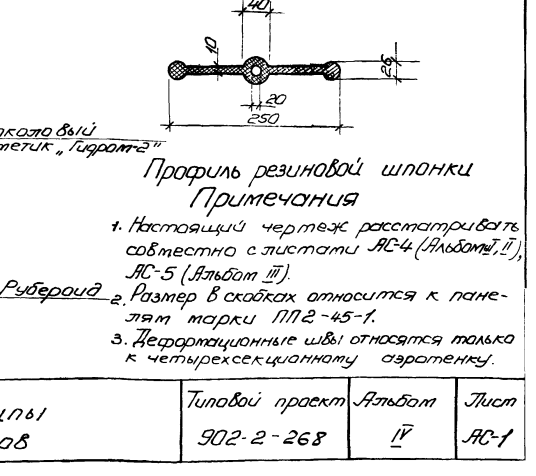 40
10
26
20
250
тиоколовый
герметик „Гидром-2"
Профиль резиновой шпонки
Примечания
1. Настоящий чертеж рассматривать
совместно с листами АС-4 (Альбом I, II),
АС-5 (Альбом III).
Рубероид
2. Размер в скобках относится к пане-
лям марки ПП2-45-1.
3. Деформационные швы относятся только
к четырехсекционному аэротенку.
Типовой проект
Альбом
Лист
902-2-268
IV
АС-1